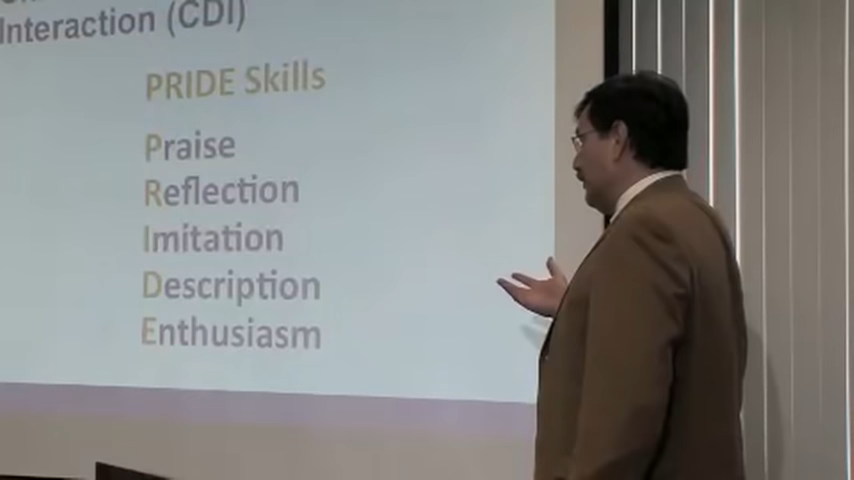 Interaction (CDI)
PRIDE Skills
Praise
Reflection
Imitation
Description
Enthusiasm